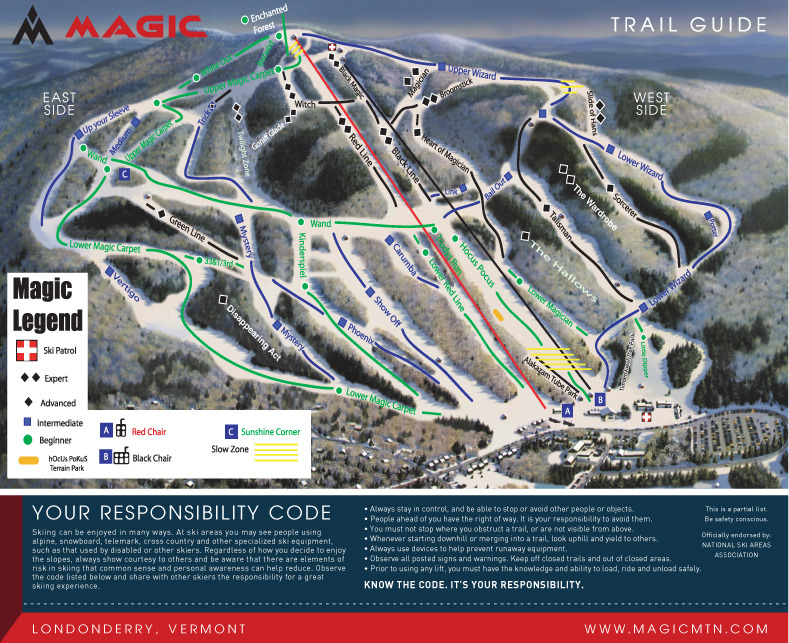 MAGIC
TRAIL GUIDE
Enchanted
Forest
EAST
SIDE
WEST
SIDE
Upper Magic Carpet
Witch
Black Magic
Magician
Broomstick
Upper Wizard
Slide of Hans
Up your Sleeve
Medium
Upper Magic Carpet
Trick
Twilight Zone
Goniff Glade
Red Line
Black Line
Heart of Magician
Lower Wizard
Wand
C
Link
Bail Out
The Wardrobe
Sorcerer
Talisman
Green Line
Mystery
Wand
Kinderspiel
Hocus Pocus
The Hallows
Lower Magic Carpet
Carumba
Lower Red Line
Lower Magician
Lower Wizard
Vertigo
Disappearing Act
Show Off
Phoenix
Mystery
Alakazam Tube Park
Lower Magic Carpet
A
B
Magic
Legend
Ski Patrol
Expert
Advanced
Intermediate
Beginner
hOcUs PoKuS
Terrain Park
A Red Chair
B Black Chair
C Sunshine Corner
Slow Zone
YOUR RESPONSIBILITY CODE
Skiing can be enjoyed in many ways. At ski areas you may see people using
alpine, snowboard, telemark, cross country and other specialized ski equipment,
such as that used by disabled or other skiers. Regardless of how you decide to enjoy
the slopes, always show courtesy to others and be aware that there are elements of
risk in skiing that common sense and personal awareness can help reduce. Observe
the code listed below and share with other skiers the responsibility for a great
skiing experience.
• Always stay in control, and be able to stop or avoid other people or objects.
• People ahead of you have the right of way. It is your responsibility to avoid them.
• You must not stop where you obstruct a trail, or are not visible from above.
• Whenever starting downhill or merging into a trail, look uphill and yield to others.
• Always use devices to help prevent runaway equipment.
• Observe all posted signs and warnings. Keep off closed trails and out of closed areas.
• Prior to using any lift, you must have the knowledge and ability to load, ride and unload safely.
KNOW THE CODE. IT'S YOUR RESPONSIBILITY.
This is a partial list.
Be safety conscious.
Officially endorsed by:
NATIONAL SKI AREAS
ASSOCIATION
LONDONDERRY, VERMONT
WWW.MAGICMTN.COM